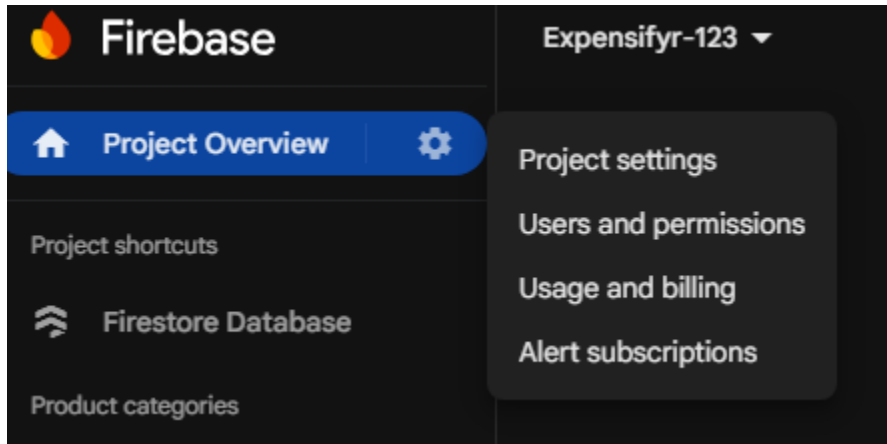 Firebase
Expensifyr-123
Project Overview
Project settings
Users and permissions
Usage and billing
Alert subscriptions
Project shortcuts
Firestore Database
Product categories